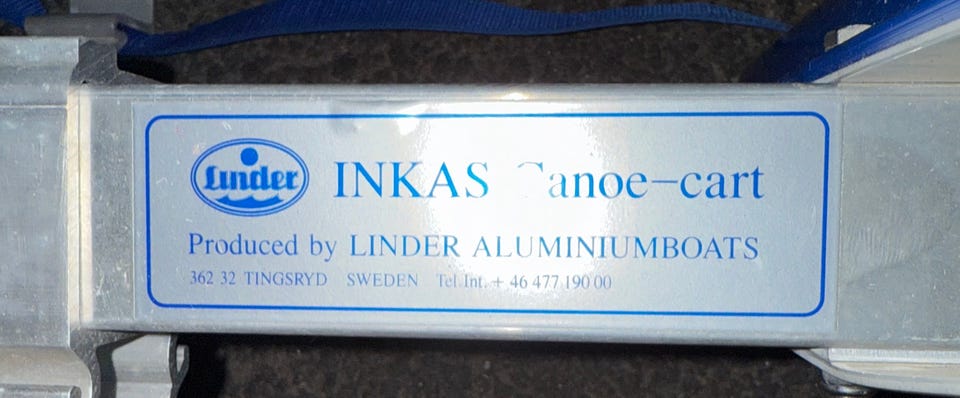 Linder INKAS Canoe-cart
Produced by LINDER ALUMINIUMBOATS
362 32 TINGSRYD SWEDEN Tel. Int. + 46 477 190 00